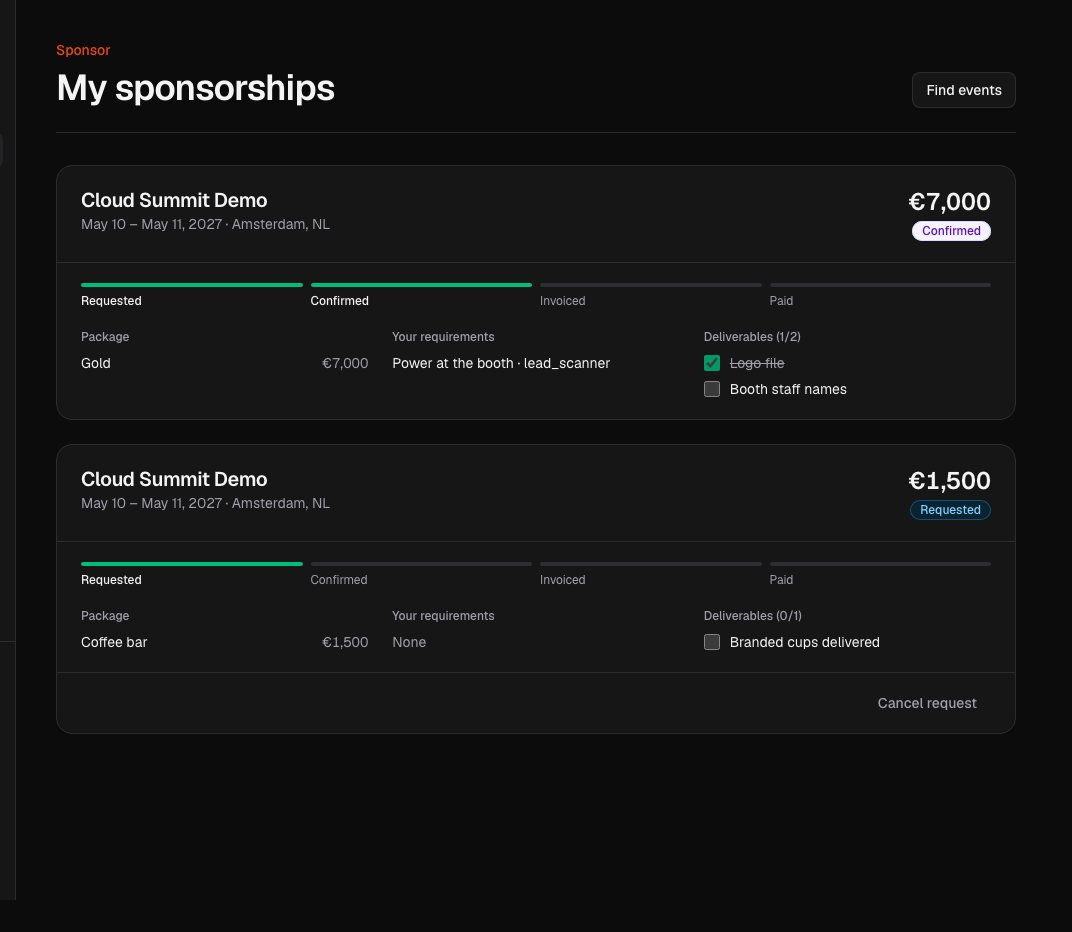 Sponsor
My sponsorships
Find events
Cloud Summit Demo
May 10 – May 11, 2027 · Amsterdam, NL
€7,000
Confirmed
Requested
Confirmed
Invoiced
Paid
Package
Gold
€7,000
Your requirements
Power at the booth · lead_scanner
Deliverables (1/2)
Logo file
Booth staff names
Cloud Summit Demo
May 10 – May 11, 2027 · Amsterdam, NL
€1,500
Requested
Requested
Confirmed
Invoiced
Paid
Package
Coffee bar
€1,500
Your requirements
None
Deliverables (0/1)
Branded cups delivered
Cancel request